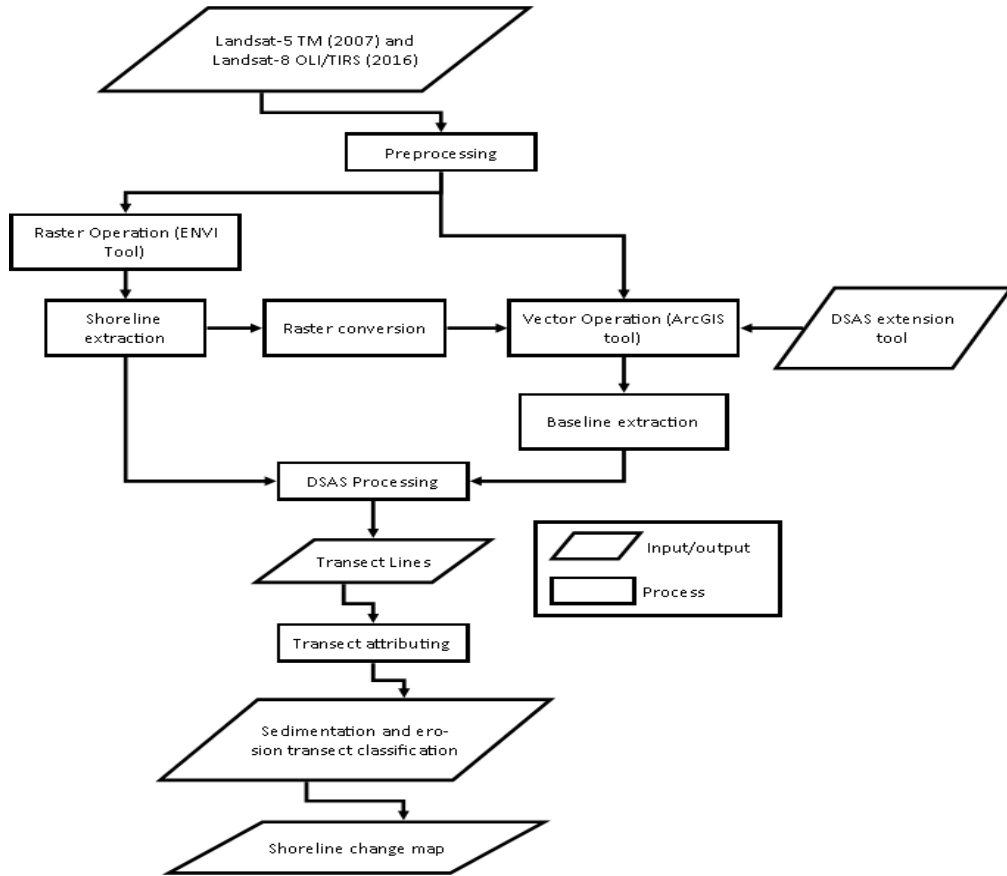 Landsat-5 TM (2007) and
Landsat-8 OLI/TIRS (2016)
Preprocessing
Raster Operation (ENVI
Tool)
Shoreline
extraction
Raster conversion
Vector Operation (ArcGIS
tool)
DSAS extension
tool
Baseline extraction
DSAS Processing
Transect Lines
Input/output
Process
Transect attributing
Sedimentation and ero-
sion transect classification
Shoreline change map